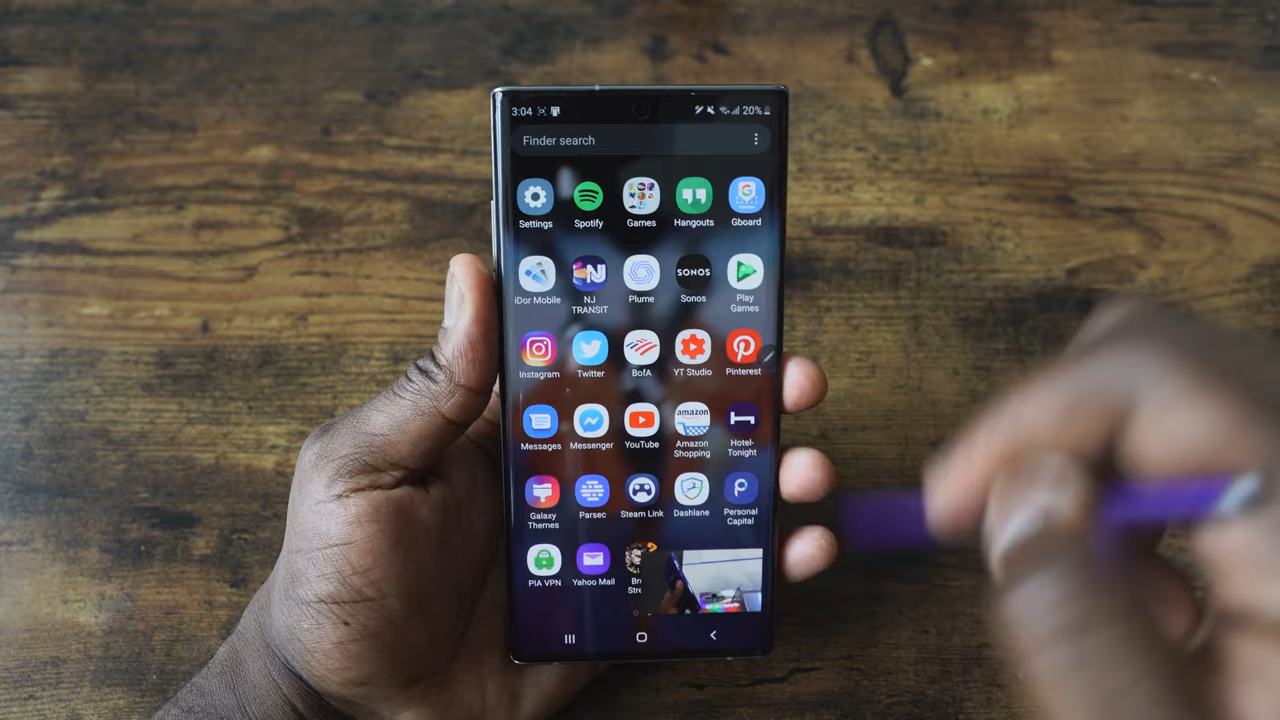 3:04
20%
Finder search
Settings
Spotify
Games
Hangouts
Gboard
iDor Mobile
NJ
NJ
TRANSIT
Plume
SONOS
Sonos
Play
Games
Instagram
Twitter
BofA
YT Studio
Pinterest
Messages
Messenger
YouTube
amazon
Amazon
Shopping
Hotel-
Tonight
Galaxy
Themes
Parsec
Steam Link
Dashlane
Personal
Capital
PIA VPN
Yahoo Mail